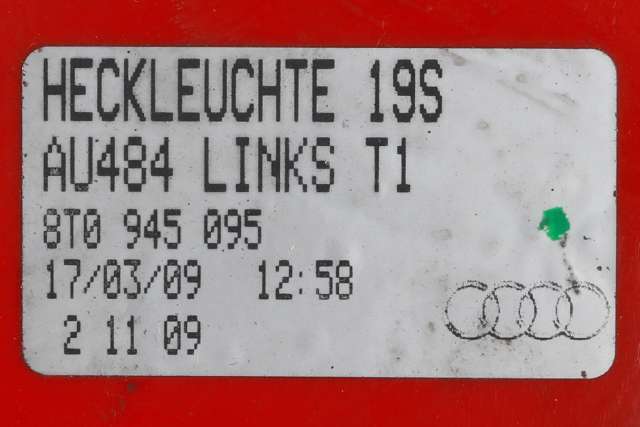 HECKLEUCHTE 19S
AU484 LINKS T1
8T0 945 095
17/03/09 12:58
2 11 09